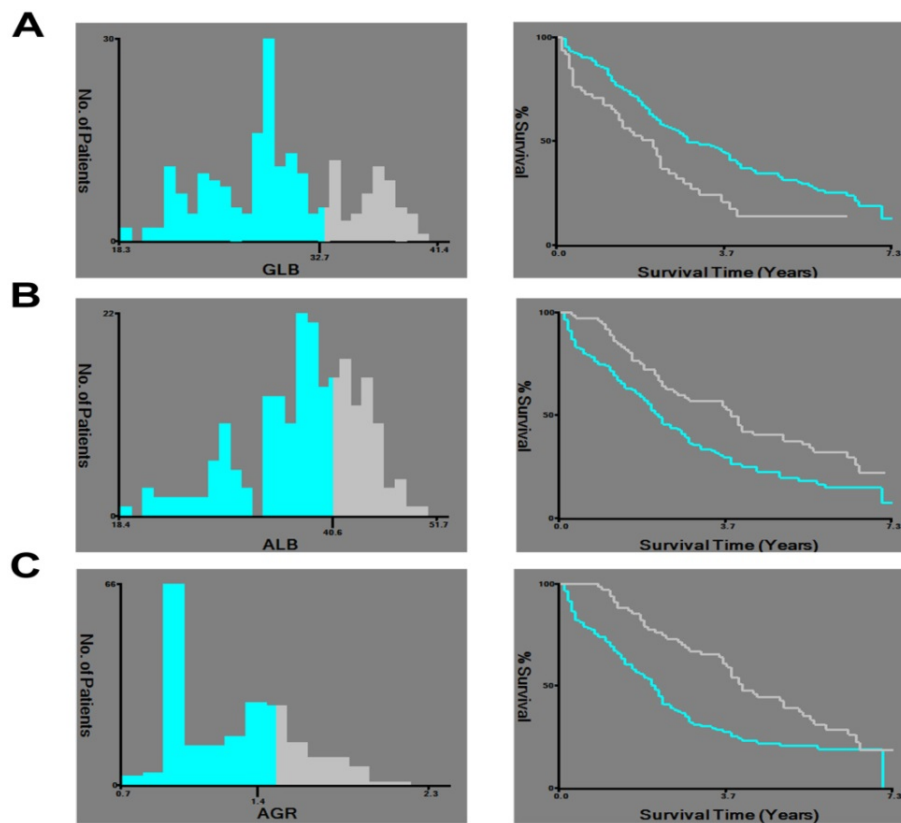 A
30
No. of Patients
0
18.3
32.7
41.4
GLB
100
% Survival
50
0
0.0
3.7
7.3
Survival Time (Years)
B
22
No. of Patients
0
18.4
40.6
51.7
ALB
100
% Survival
50
0
0.0
3.7
7.3
Survival Time (Years)
C
66
No. of Patients
0
0.7
1.4
2.3
AGR
100
% Survival
50
0
0.0
3.7
7.3
Survival Time (Years)